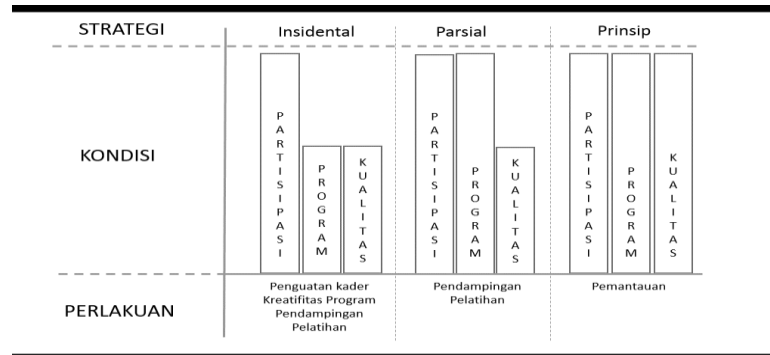 STRATEGI Insidental Parsial Prinsip
KONDISI
PARTISIPASI PROGRAM KUALITAS
PARTISIPASI PROGRAM KUALITAS
PARTISIPASI PROGRAM KUALITAS
PERLAKUAN
Penguatan kader
Kreatifitas Program
Pendampingan
Pelatihan
Pendampingan
Pelatihan
Pemantauan